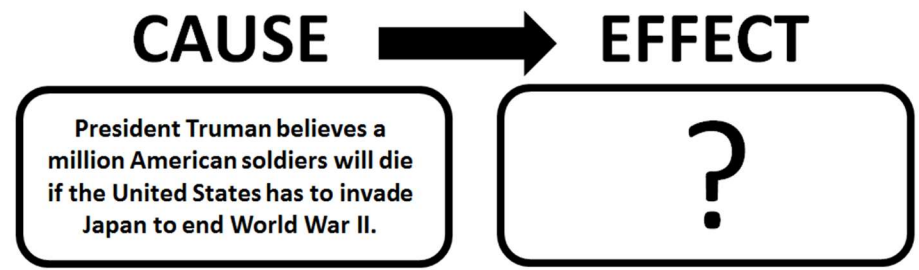 CAUSE EFFECT
President Truman believes a
million American soldiers will die
if the United States has to invade
Japan to end World War II.
?